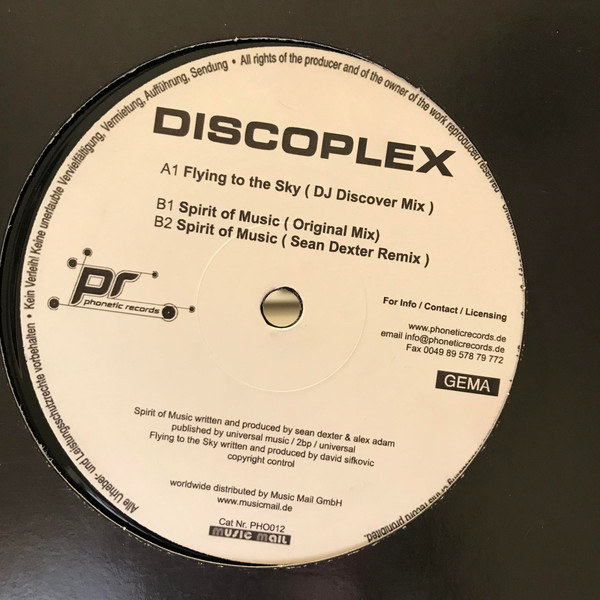 Alle Urheber- und Leistungsschutzrechte vorbehalten • Kein Verleih! Keine unerlaubte Vervielfältigung, Vermietung, Aufführung, Sendung • All rights of the producer and of the owner of the work reproduced reserved
of the record prohibited.
DISCOPLEX
A1 Flying to the Sky ( DJ Discover Mix )
B1 Spirit of Music ( Original Mix)
B2 Spirit of Music ( Sean Dexter Remix )
pr
phonetic records
For Info / Contact / Licensing
www.phoneticrecords.de
email info@phoneticrecords.de
Fax 0049 89 578 79 772
GEMA
Spirit of Music written and produced by sean dexter & alex adam
published by universal music / 2bp / universal
Flying to the Sky written and produced by david sifkovic
copyright control
worldwide distributed by Music Mail GmbH
www.musicmail.de
Cat Nr. PHO012
music mail